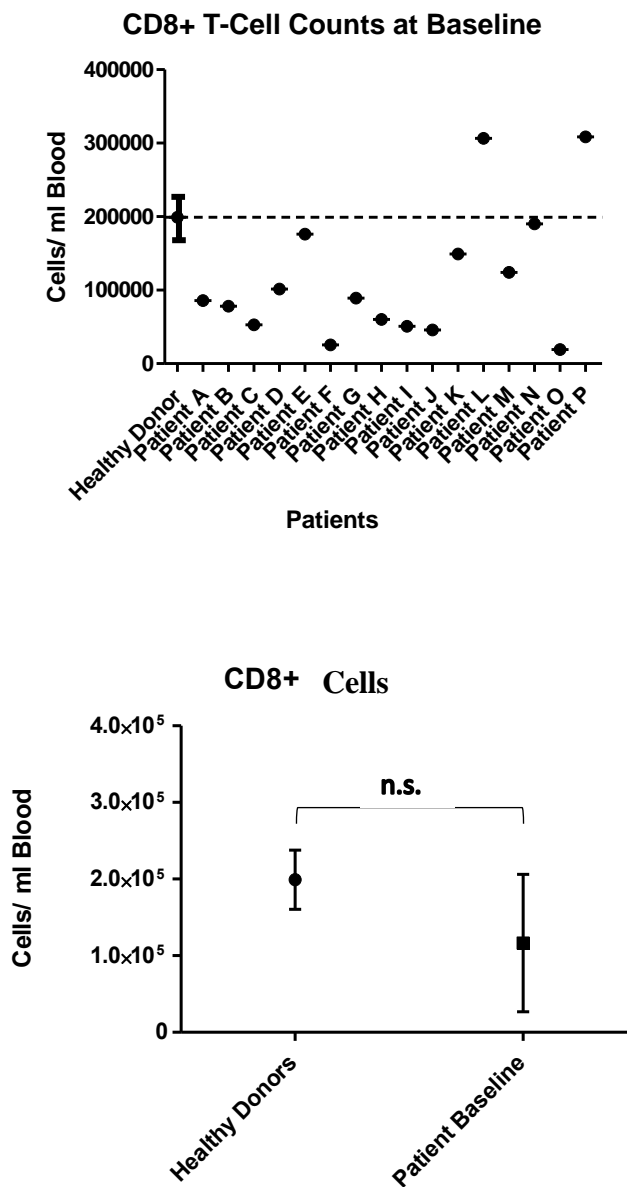 CD8+ T-Cell Counts at Baseline
400000
300000
200000
100000
0
Cells/ ml Blood
Healthy Donor
Patient A
Patient B
Patient C
Patient D
Patient E
Patient F
Patient G
Patient H
Patient I
Patient J
Patient K
Patient L
Patient M
Patient N
Patient O
Patient P
Patients
CD8+ Cells
4.0×10⁵
3.0×10⁵
2.0×10⁵
1.0×10⁵
0
Cells/ ml Blood
n.s.
Healthy Donors
Patient Baseline